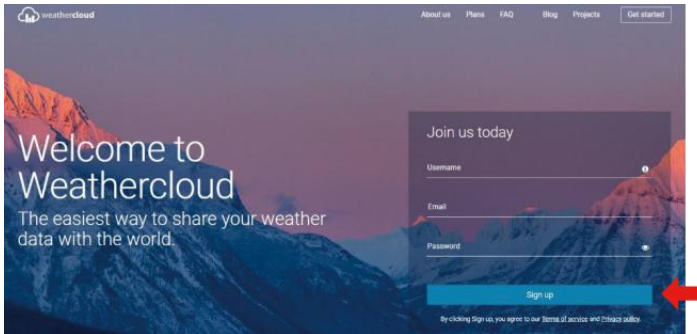 weathercloud
About us Plans FAQ Blog Projects Get started
Welcome to
Weathercloud
The easiest way to share your weather
data with the world.
Join us today
Username
Email
Password
Sign up
By clicking Sign up, you agree to our Terms of service and Privacy policy.